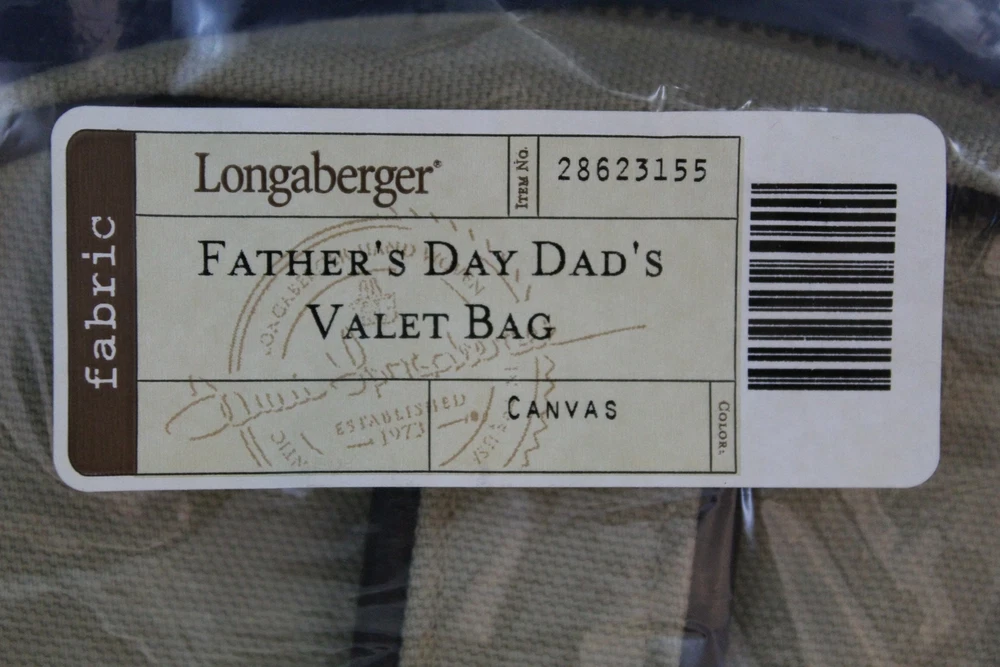 fabric
Longaberger®
ITEM No.
28623155
FATHER'S DAY DAD'S
VALET BAG
CANVAS
COLOR:
ESTABLISHED
1973